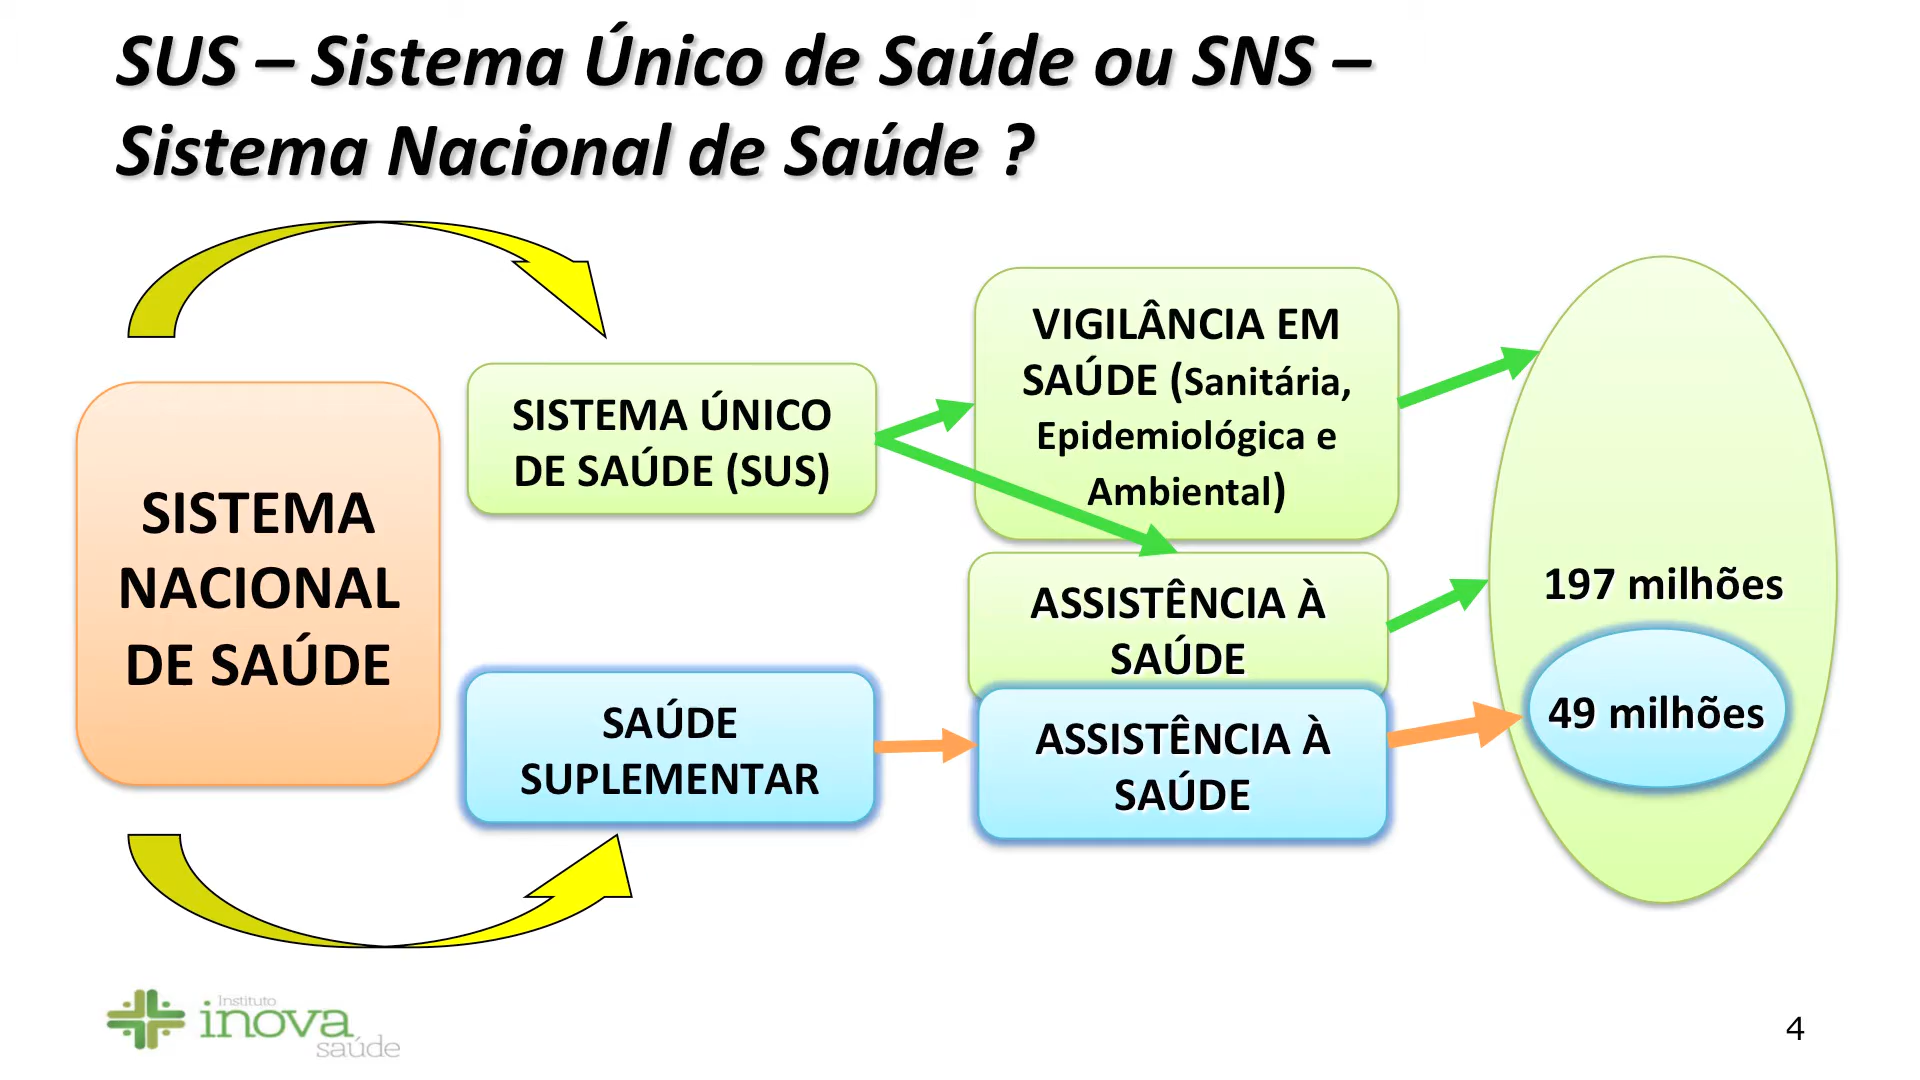 SUS – Sistema Único de Saúde ou SNS –
Sistema Nacional de Saúde ?
SISTEMA
NACIONAL
DE SAÚDE
SISTEMA ÚNICO
DE SAÚDE (SUS)
VIGILÂNCIA EM
SAÚDE (Sanitária,
Epidemiológica e
Ambiental)
ASSISTÊNCIA À
SAÚDE
197 milhões
SAÚDE
SUPLEMENTAR
ASSISTÊNCIA À
SAÚDE
49 milhões
Instituto
inova
saúde
4